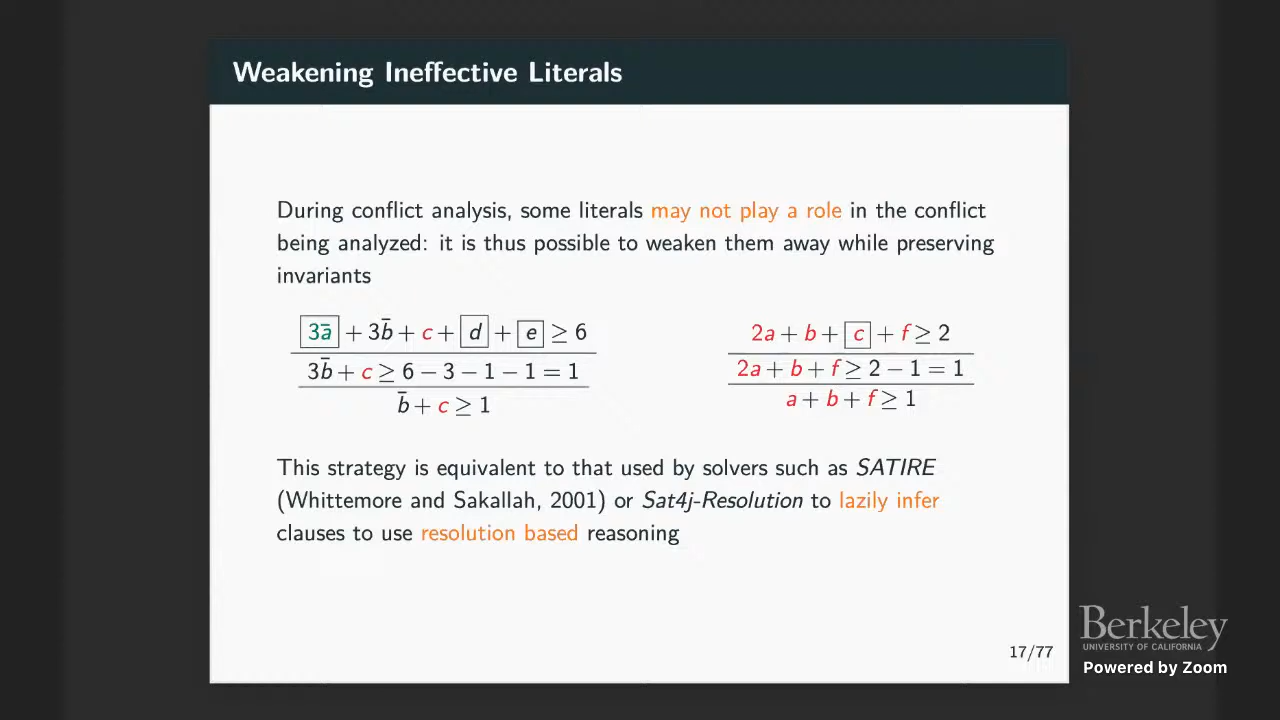 Weakening Ineffective Literals
During conflict analysis, some literals may not play a role in the conflict
being analyzed: it is thus possible to weaken them away while preserving
invariants
3a̅ + 3b̅ + c + d + e ≥ 6
3b̅ + c ≥ 6 − 3 − 1 − 1 = 1
b̅ + c ≥ 1
2a + b + c + f ≥ 2
2a + b + f ≥ 2 − 1 = 1
a + b + f ≥ 1
This strategy is equivalent to that used by solvers such as SATIRE
(Whittemore and Sakallah, 2001) or Sat4j-Resolution to lazily infer
clauses to use resolution based reasoning
17/77
Berkeley
UNIVERSITY OF CALIFORNIA
Powered by Zoom